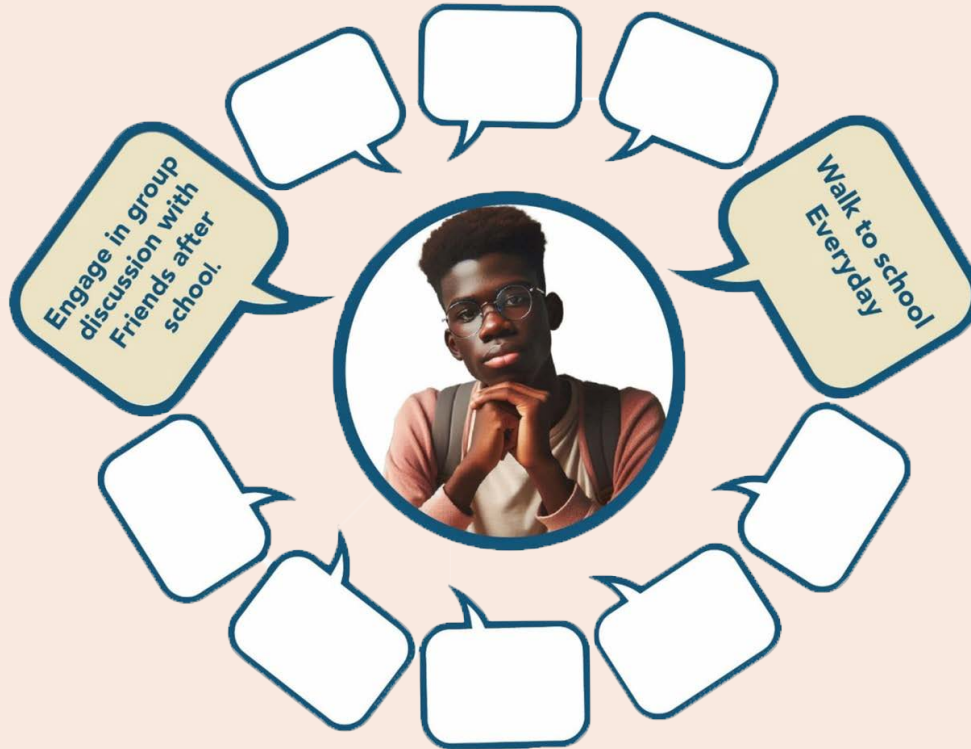 Engage in group
discussion with
Friends after
school.
Walk to school
Everyday